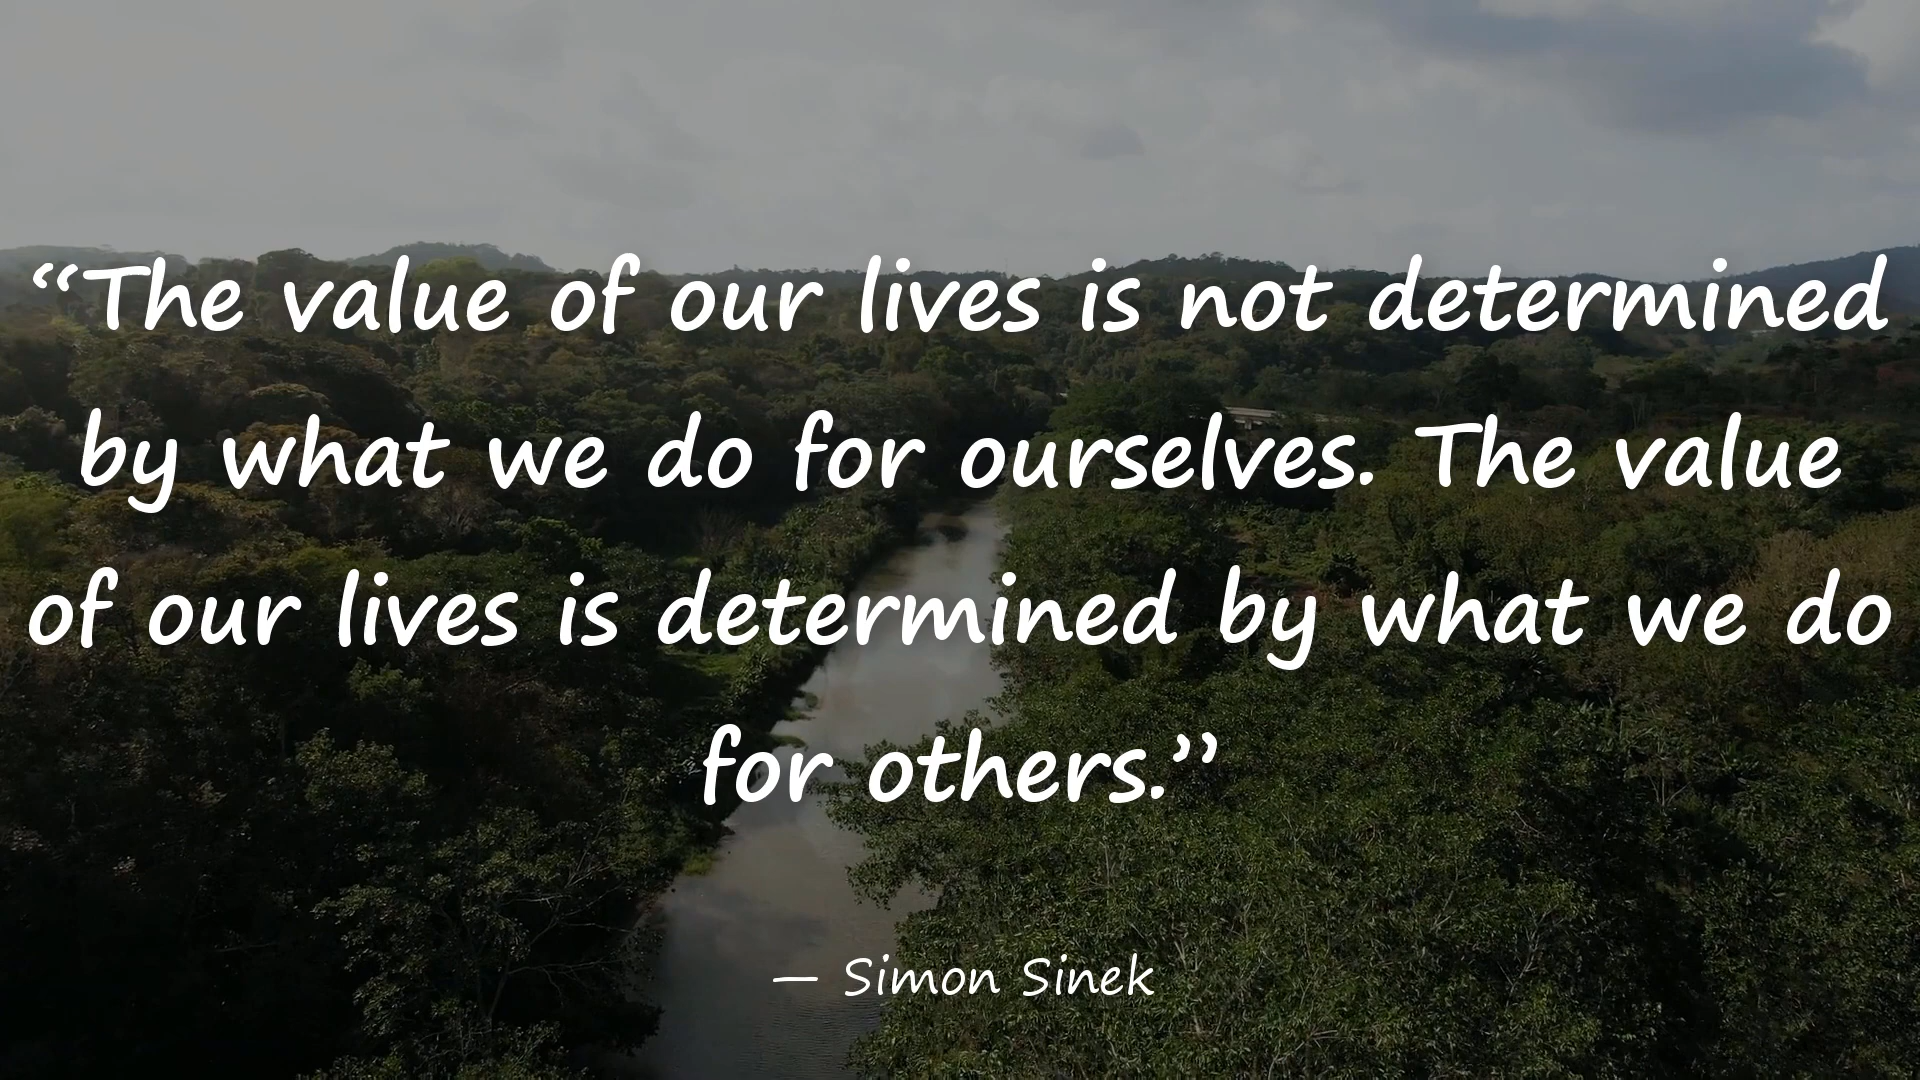 “The value of our lives is not determined
by what we do for ourselves. The value
of our lives is determined by what we do
for others.”
— Simon Sinek